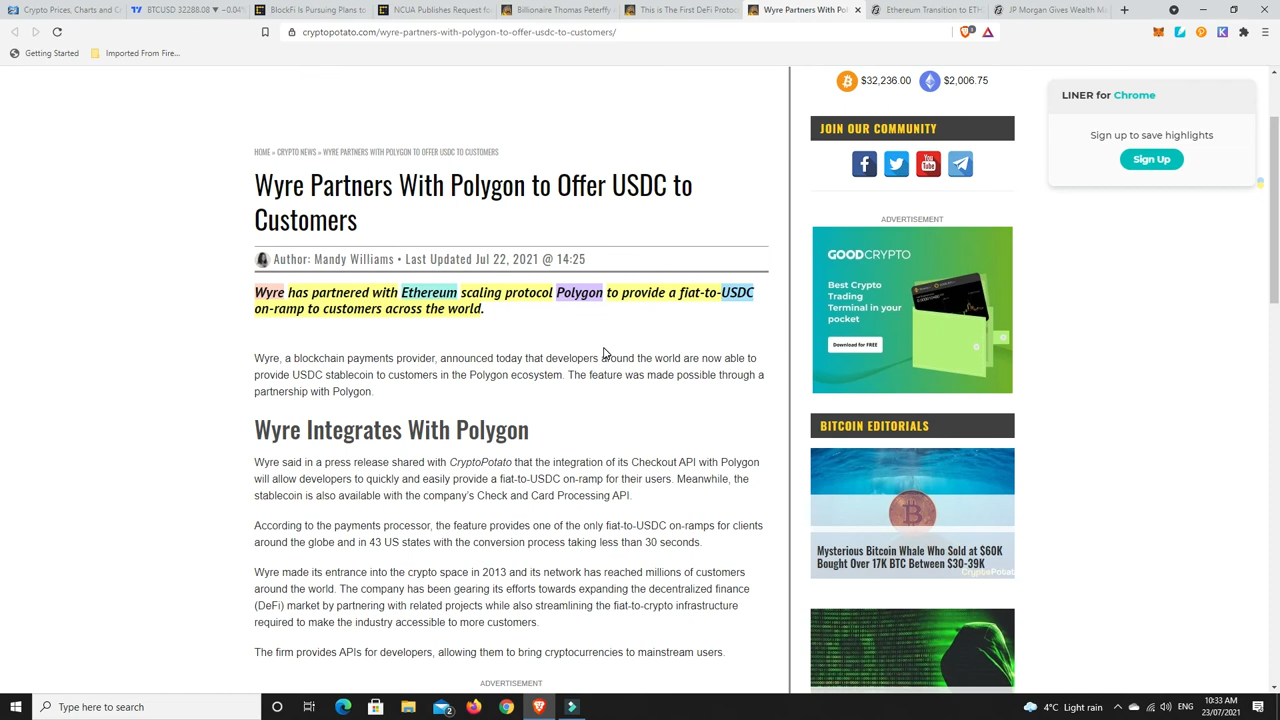 Crypto Prices, Charts and C
BTCUSD 32288.08 ▼ −0.04
BlockFi Is Pursuing Plans to
NCUA Publishes Request fo
Billionaire Thomas Peterffy
This is The First DeFi Protoc
Wyre Partners With Pol
Ethereum Transition to ETH
JP Morgan Gives Wealth M
cryptopotato.com/wyre-partners-with-polygon-to-offer-usdc-to-customers/
Getting Started
Imported From Fire...
$32,236.00 $2,006.75
LINER for Chrome
Sign up to save highlights
Sign Up
JOIN OUR COMMUNITY
HOME » CRYPTO NEWS » WYRE PARTNERS WITH POLYGON TO OFFER USDC TO CUSTOMERS
Wyre Partners With Polygon to Offer USDC to
Customers
Author: Mandy Williams • Last Updated Jul 22, 2021 @ 14:25
Wyre has partnered with Ethereum scaling protocol Polygon to provide a fiat-to-USDC
to customers across the world.
Wyre, a blockchain payments provider, announced today that developers around the world are now able to
provide USDC stablecoin to customers in the Polygon ecosystem. The feature was made possible through a
partnership with Polygon.
Wyre Integrates With Polygon
Wyre said in a press release shared with CryptoPotato that the integration of its Checkout API with Polygon
will allow developers to quickly and easily provide a fiat-to-USDC on-ramp for their users. Meanwhile, the
stablecoin is also available with the company's Check and Card Processing API.
According to the payments processor, the feature provides one of the only fiat-to-USDC on-ramps for clients
around the globe and in 43 US states with the conversion process taking less than 30 seconds.
Wyre its entrance into the crypto space in 2013 and its network has reached millions of customers
around the world. The company has been gearing its efforts towards expanding the decentralized finance
(DeFi) market by partnering with related projects while also streamlining the fiat-to-crypto infrastructure
to make the industry accessible to more customers.
The APIs for developers, allowing them to bring to mainstream users.
ADVERTISEMENT
ADVERTISEMENT
GOODCRYPTO
Best Crypto
Trading
Terminal in your
pocket
Download for FREE
BITCOIN EDITORIALS
Mysterious Bitcoin Whale Who Sold at $60K
Bought Over 17K BTC Between $30-39K
CryptoPotato
Type here to search
4°C Light rain
ENG
10:33 AM
23/07/2021